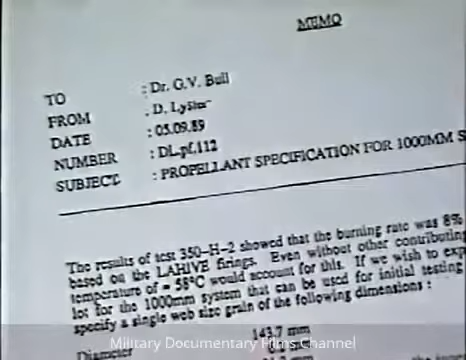 MEMO
TO : Dr. G.V. Bull
FROM : D. Lyster
DATE : 05.09.89
NUMBER : DL.pf.112
SUBJECT : PROPELLANT SPECIFICATION FOR 1000MM S
The results of test 350-H-2 showed that the burning rate was 8%
based on the LAHIVE firings. Even without other contributing
temperature of = 58°C would account for this. If we wish to exp
lot for the 1000mm system that can be used for initial testing
specify a single web size grain of the following dimensions :
Diameter 143.7 mm
Military Documentary Films Channel